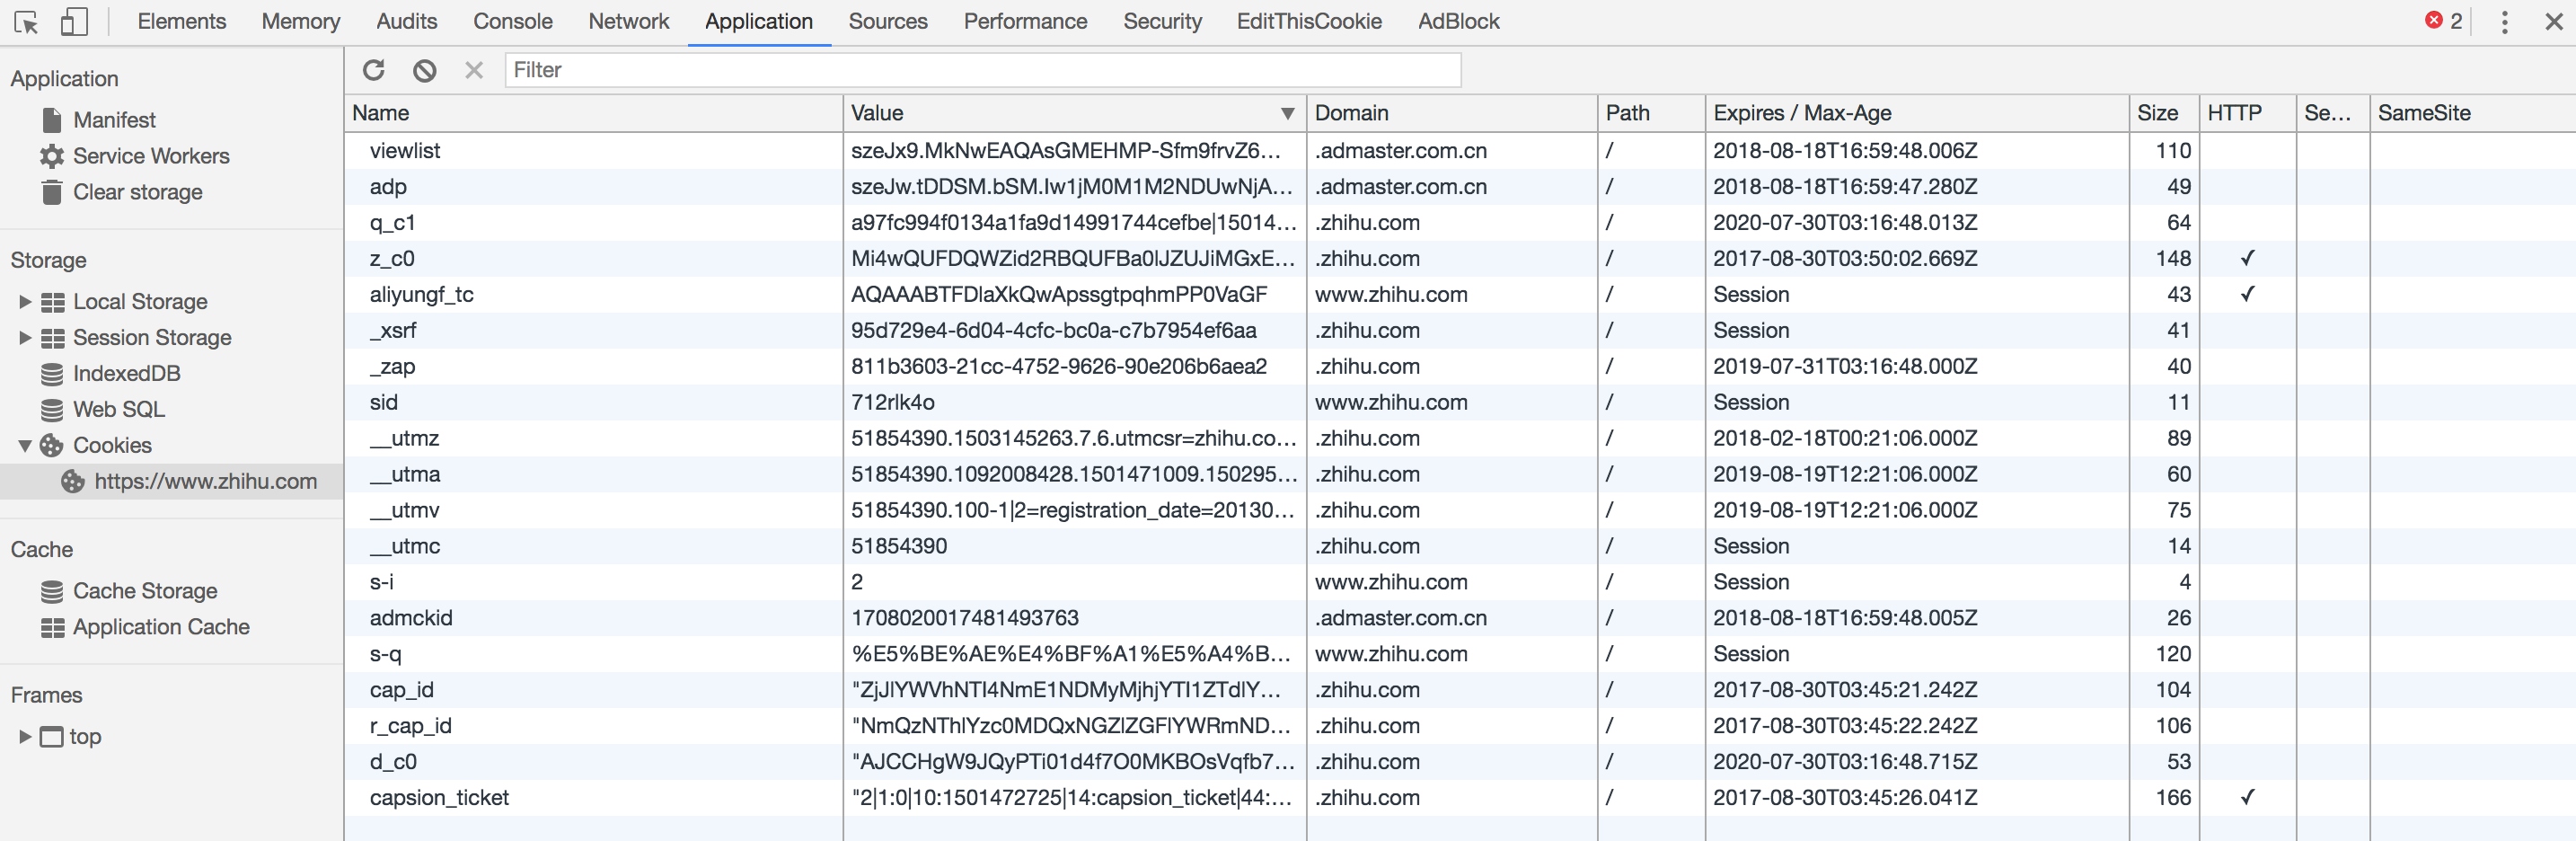 Elements Memory Audits Console Network Application Sources Performance Security EditThisCookie AdBlock 2
Application
Manifest
Service Workers
Clear storage
Storage
Local Storage
Session Storage
IndexedDB
Web SQL
Cookies
https://www.zhihu.com
Cache
Cache Storage
Application Cache
Frames
top
Filter
Name Value Domain Path Expires / Max-Age Size HTTP Se... SameSite
viewlist szeJx9.MkNwEAQAsGMEHMP-Sfm9frvZ6... .admaster.com.cn / 2018-08-18T16:59:48.006Z 110
adp szeJw.tDDSM.bSM.Iw1jM0M1M2NDUwNjA... .admaster.com.cn / 2018-08-18T16:59:47.280Z 49
q_c1 a97fc994f0134a1fa9d14991744cefbe|15014... .zhihu.com / 2020-07-30T03:16:48.013Z 64
z_c0 Mi4wQUFDQWZid2RBQUFBa0lJZUJiMGxE... .zhihu.com / 2017-08-30T03:50:02.669Z 148 ✓
aliyungf_tc AQAAABTFDlaXkQwApssgtpqhmPP0VaGF www.zhihu.com / Session 43 ✓
_xsrf 95d729e4-6d04-4cfc-bc0a-c7b7954ef6aa .zhihu.com / Session 41
_zap 811b3603-21cc-4752-9626-90e206b6aea2 .zhihu.com / 2019-07-31T03:16:48.000Z 40
sid 712rlk4o www.zhihu.com / Session 11
__utmz 51854390.1503145263.7.6.utmcsr=zhihu.co... .zhihu.com / 2018-02-18T00:21:06.000Z 89
__utma 51854390.1092008428.1501471009.150295... .zhihu.com / 2019-08-19T12:21:06.000Z 60
__utmv 51854390.100-1|2=registration_date=20130... .zhihu.com / 2019-08-19T12:21:06.000Z 75
__utmc 51854390 .zhihu.com / Session 14
s-i 2 www.zhihu.com / Session 4
admckid 1708020017481493763 .admaster.com.cn / 2018-08-18T16:59:48.005Z 26
s-q %E5%BE%AE%E4%BF%A1%E5%A4%B... www.zhihu.com / Session 120
cap_id "ZjJlYWVhNTI4NmE1NDMyMjhjYTI1ZTdlY... .zhihu.com / 2017-08-30T03:45:21.242Z 104
r_cap_id "NmQzNThlYzc0MDQxNGZlZGFlYWRmND... .zhihu.com / 2017-08-30T03:45:22.242Z 106
d_c0 "AJCCHgW9JQyPTi01d4f7O0MKBOsVqfb7... .zhihu.com / 2020-07-30T03:16:48.715Z 53
capsion_ticket "2|1:0|10:1501472725|14:capsion_ticket|44:... .zhihu.com / 2017-08-30T03:45:26.041Z 166 ✓